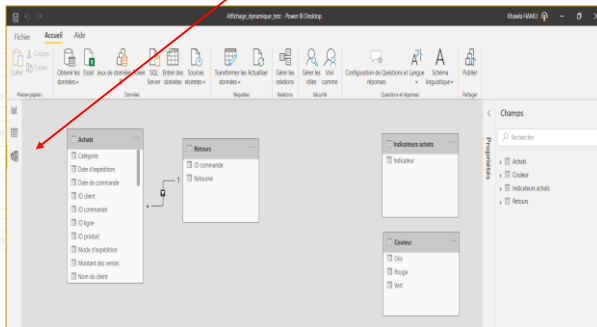 Affichage_dynamique_test - Power BI Desktop
Khawla HAMLI
Fichier Accueil Aide
Coller
Couper
Copier
Obtenir les données
Excel
Jeux de données Power
SQL Server
Entrer des données
Sources récentes
Transformer les données
Actualiser
Gérer les relations
Gérer les rôles
Voir comme
Configuration de Questions et réponses
Langue
Schéma linguistique
Publier
Presse-papiers
Données
Requêtes
Relations
Sécurité
Questions et réponses
Partager
Achats
Catégorie
Date d'expédition
Date de commande
ID client
ID commande
ID ligne
ID produit
Mode d'expédition
Montant des ventes
Nom du client
* 1
Retours
ID commande
Retourné
Indicateurs achats
Indicateur
Couleur
Gris
Rouge
Vert
Propriétés
Champs
Rechercher
Achats
Couleur
Indicateurs achats
Retours